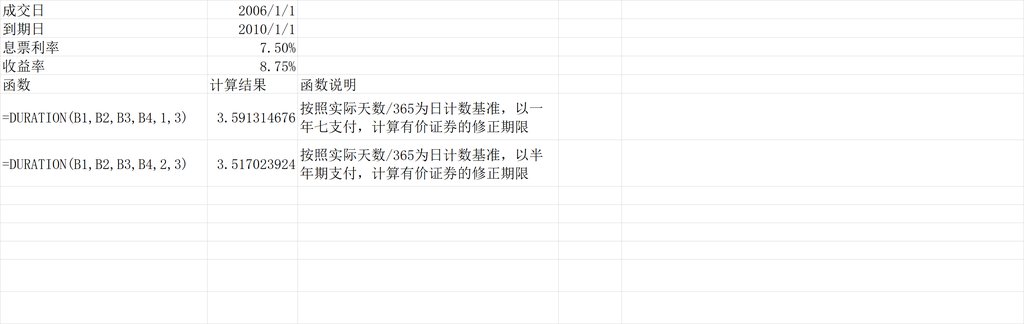 成交日 2006/1/1
到期日 2010/1/1
息票利率 7.50%
收益率 8.75%
函数 计算结果 函数说明
=DURATION(B1,B2,B3,B4,1,3) 3.591314676 按照实际天数/365为日计数基准，以一
年七支付，计算有价证券的修正期限
=DURATION(B1,B2,B3,B4,2,3) 3.517023924 按照实际天数/365为日计数基准，以半
年期支付，计算有价证券的修正期限